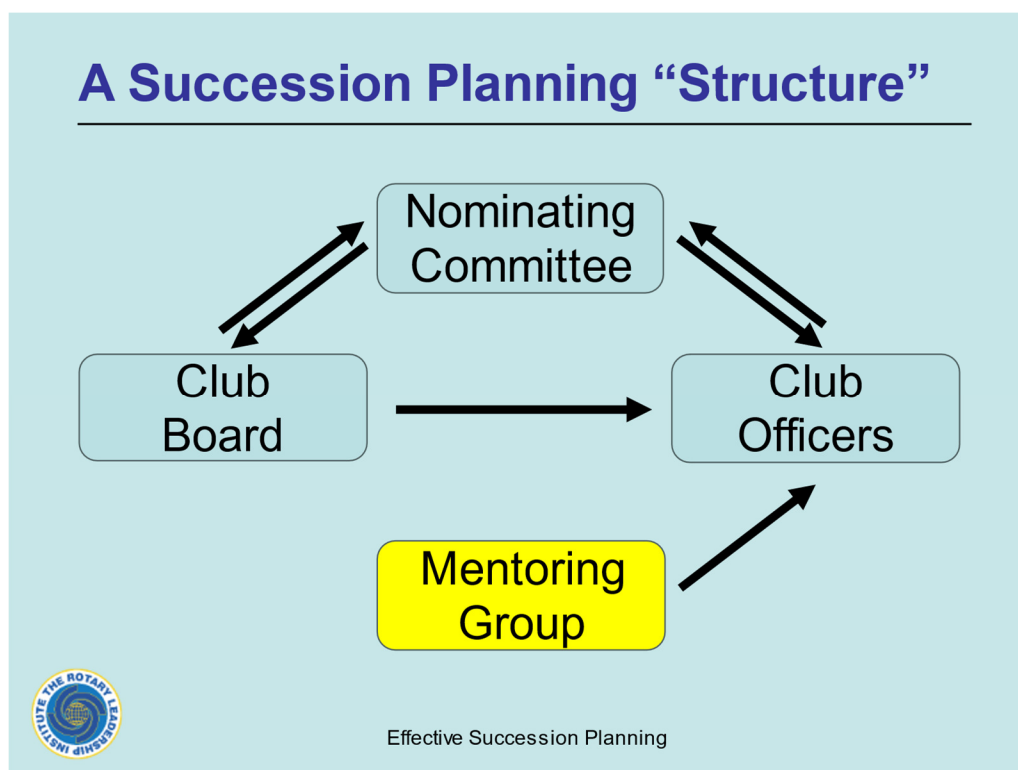 A Succession Planning “Structure”
Nominating
Committee
Club
Board
Club
Officers
Mentoring
Group
THE ROTARY LEADERSHIP INSTITUTE
Effective Succession Planning